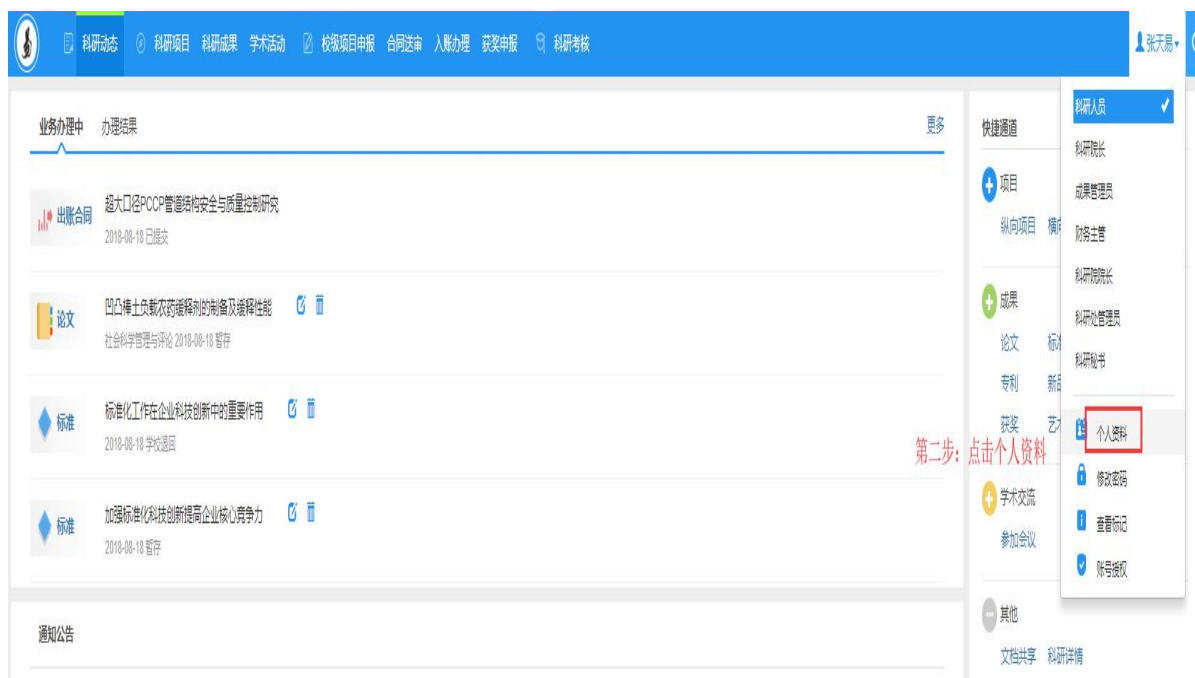 科研动态 科研项目 科研成果 学术活动 校级项目申报 合同送审 入账办理 获奖申报 科研考核 张天易
业务办理中 办理结果 更多
出账合同 超大口径PCCP管道结构安全与质量控制研究
2018-08-18 已提交
论文 凹凸棒土负载农药缓释剂的制备及缓释性能
社会科学管理与评论 2018-08-18 暂存
标准 标准化工作在企业科技创新中的重要作用
2018-08-18 学校退回
标准 加强标准化科技创新提高企业核心竞争力
2018-08-18 暂存
通知公告
快捷通道
项目
纵向项目 横向
成果
论文 标准
专利 新品
获奖 艺术
学术交流
参加会议
其他
文档共享 科研详情
科研人员
科研院长
成果管理员
财务主管
科研院院长
科研处管理员
科研秘书
个人资料
修改密码
查看标记
账号授权
第二步：点击个人资料